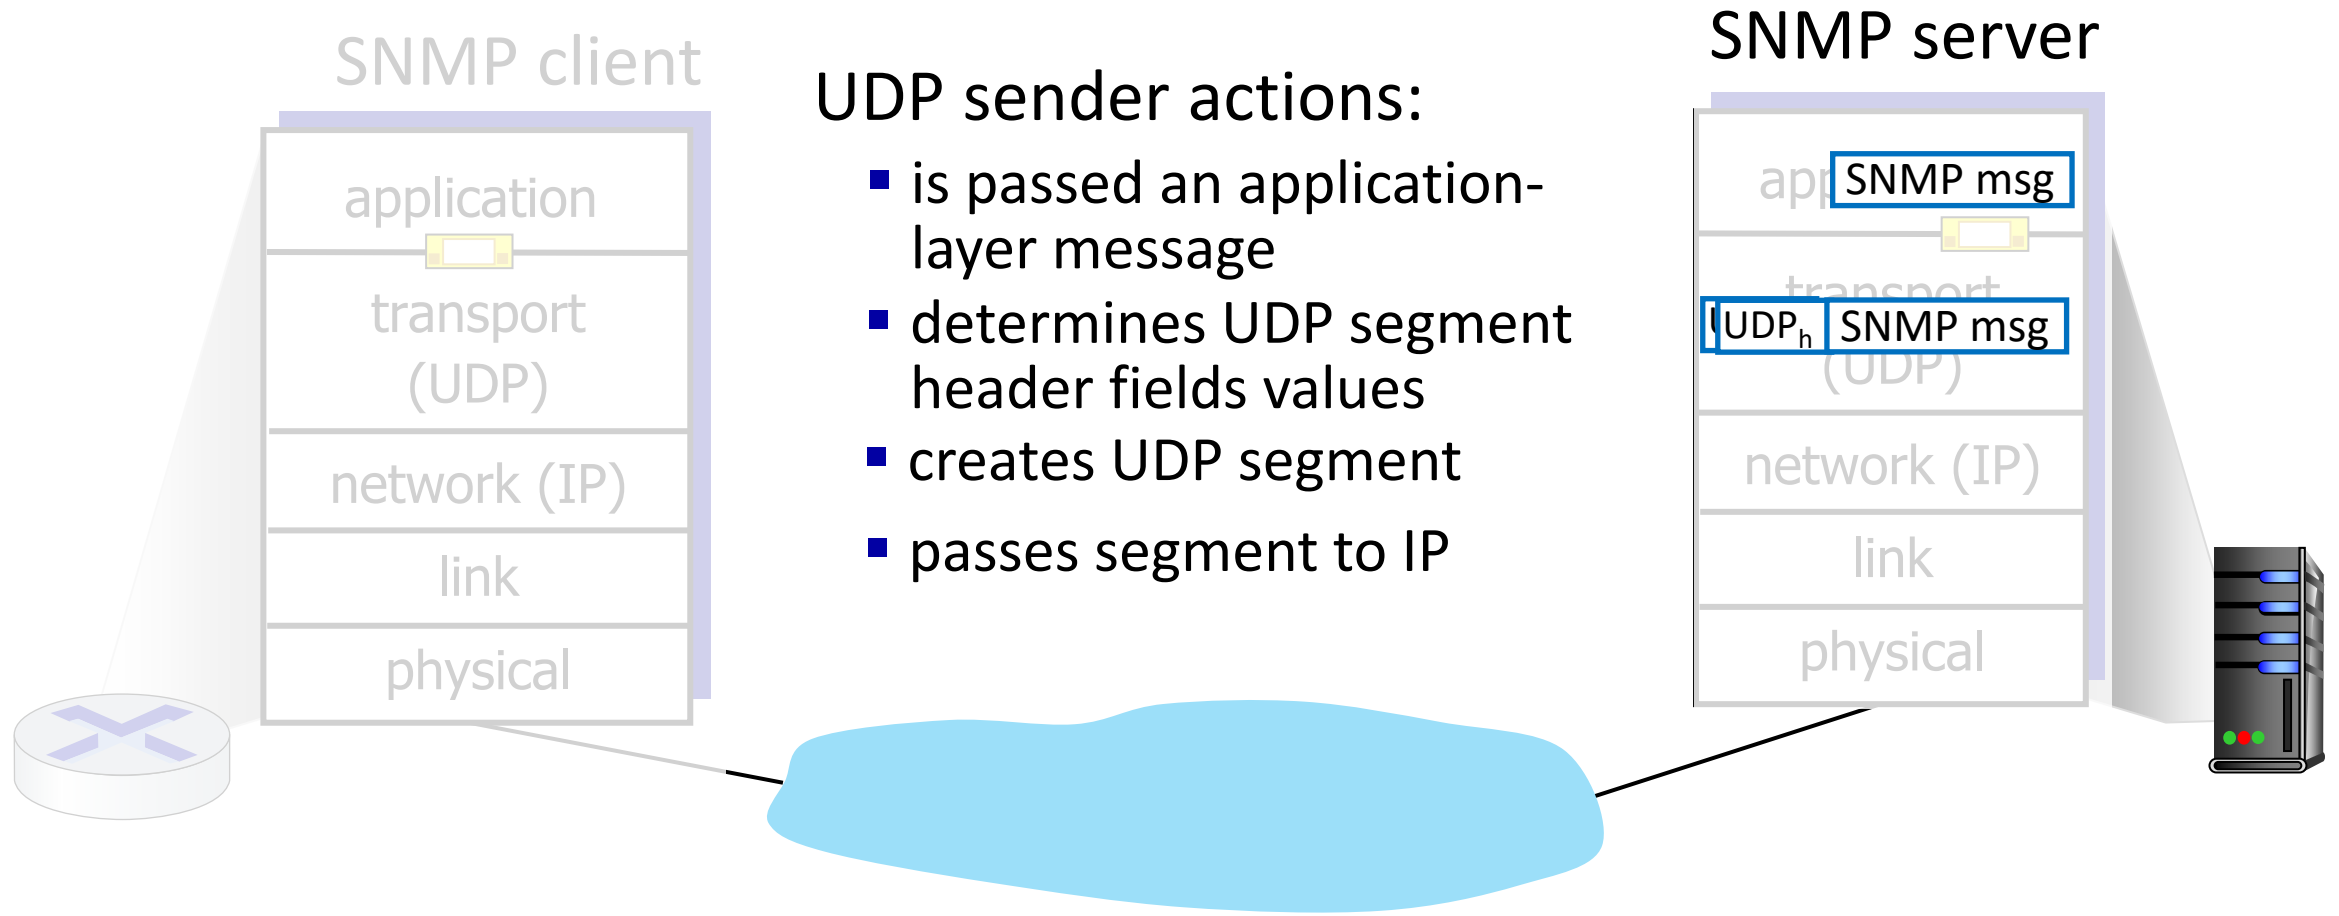 SNMP client
application
transport
(UDP)
network (IP)
link
physical
UDP sender actions:
is passed an application-
layer message
determines UDP segment
header fields values
creates UDP segment
passes segment to IP
SNMP server
SNMP msg
transport
UDPh SNMP msg
(UDP)
network (IP)
link
physical